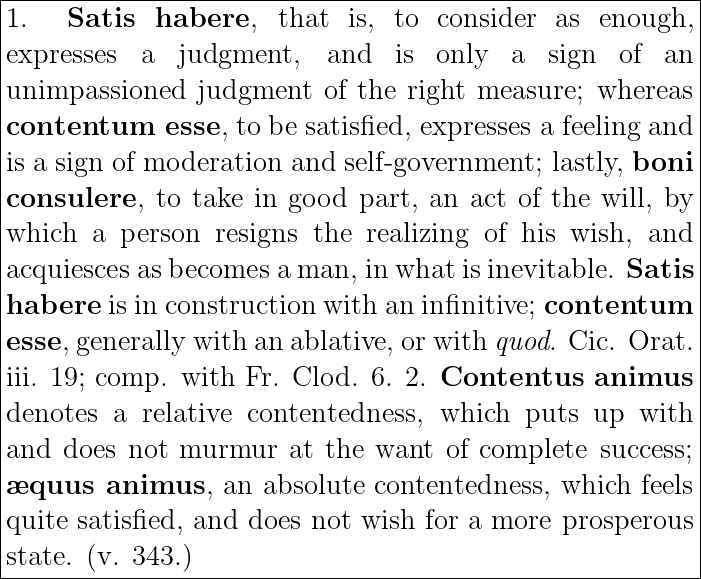 1. Satis habere, that is, to consider as enough,
expresses a judgment, and is only a sign of an
unimpassioned judgment of the right measure; whereas
contentum esse, to be satisfied, expresses a feeling and
is a sign of moderation and self-government; lastly, boni
consulere, to take in good part, an act of the will, by
which a person resigns the realizing of his wish, and
acquiesces as becomes a man, in what is inevitable. Satis
habere is in construction with an infinitive; contentum
esse, generally with an ablative, or with quod. Cic. Orat.
iii. 19; comp. with Fr. Clod. 6. 2. Contentus animus
denotes a relative contentedness, which puts up with
and does not murmur at the want of complete success;
æquus animus, an absolute contentedness, which feels
quite satisfied, and does not wish for a more prosperous
state. (v. 343.)